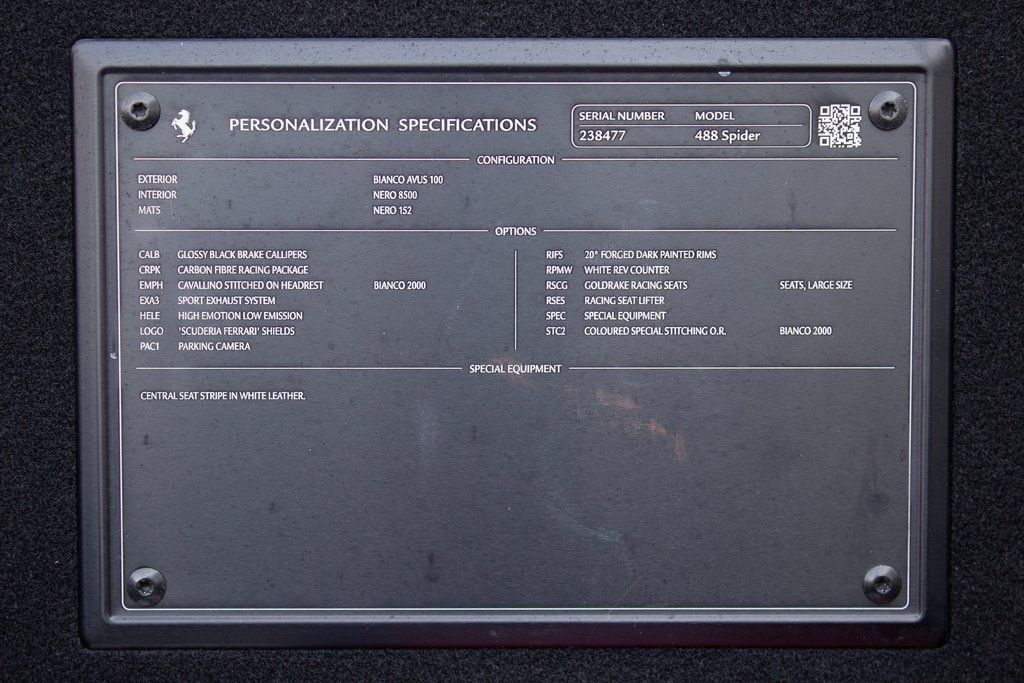 PERSONALIZATION SPECIFICATIONS
SERIAL NUMBER MODEL
238477 488 Spider
CONFIGURATION
EXTERIOR BIANCO AVUS 100
INTERIOR NERO 8500
MATS NERO 152
OPTIONS
CALB GLOSSY BLACK BRAKE CALLIPERS
CRPK CARBON FIBRE RACING PACKAGE
EMPH CAVALLINO STITCHED ON HEADREST BIANCO 2000
EXA3 SPORT EXHAUST SYSTEM
HELE HIGH EMOTION LOW EMISSION
LOGO 'SCUDERIA FERRARI' SHIELDS
PAC1 PARKING CAMERA
RIFS 20" FORGED DARK PAINTED RIMS
RPMW WHITE REV COUNTER
RSCG GOLDRAKE RACING SEATS SEATS, LARGE SIZE
RSES RACING SEAT LIFTER
SPEC SPECIAL EQUIPMENT
STC2 COLOURED SPECIAL STITCHING O.R. BIANCO 2000
SPECIAL EQUIPMENT
CENTRAL SEAT STRIPE IN WHITE LEATHER.